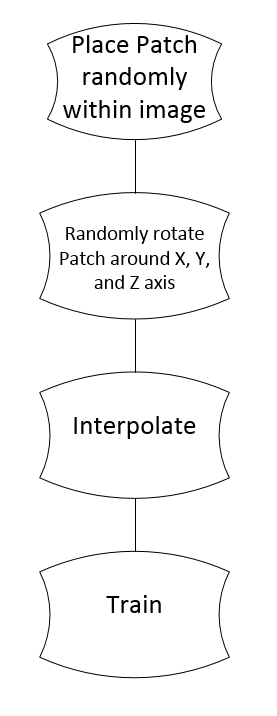 Place Patch
randomly
within image
Randomly rotate
Patch around X, Y,
and Z axis
Interpolate
Train